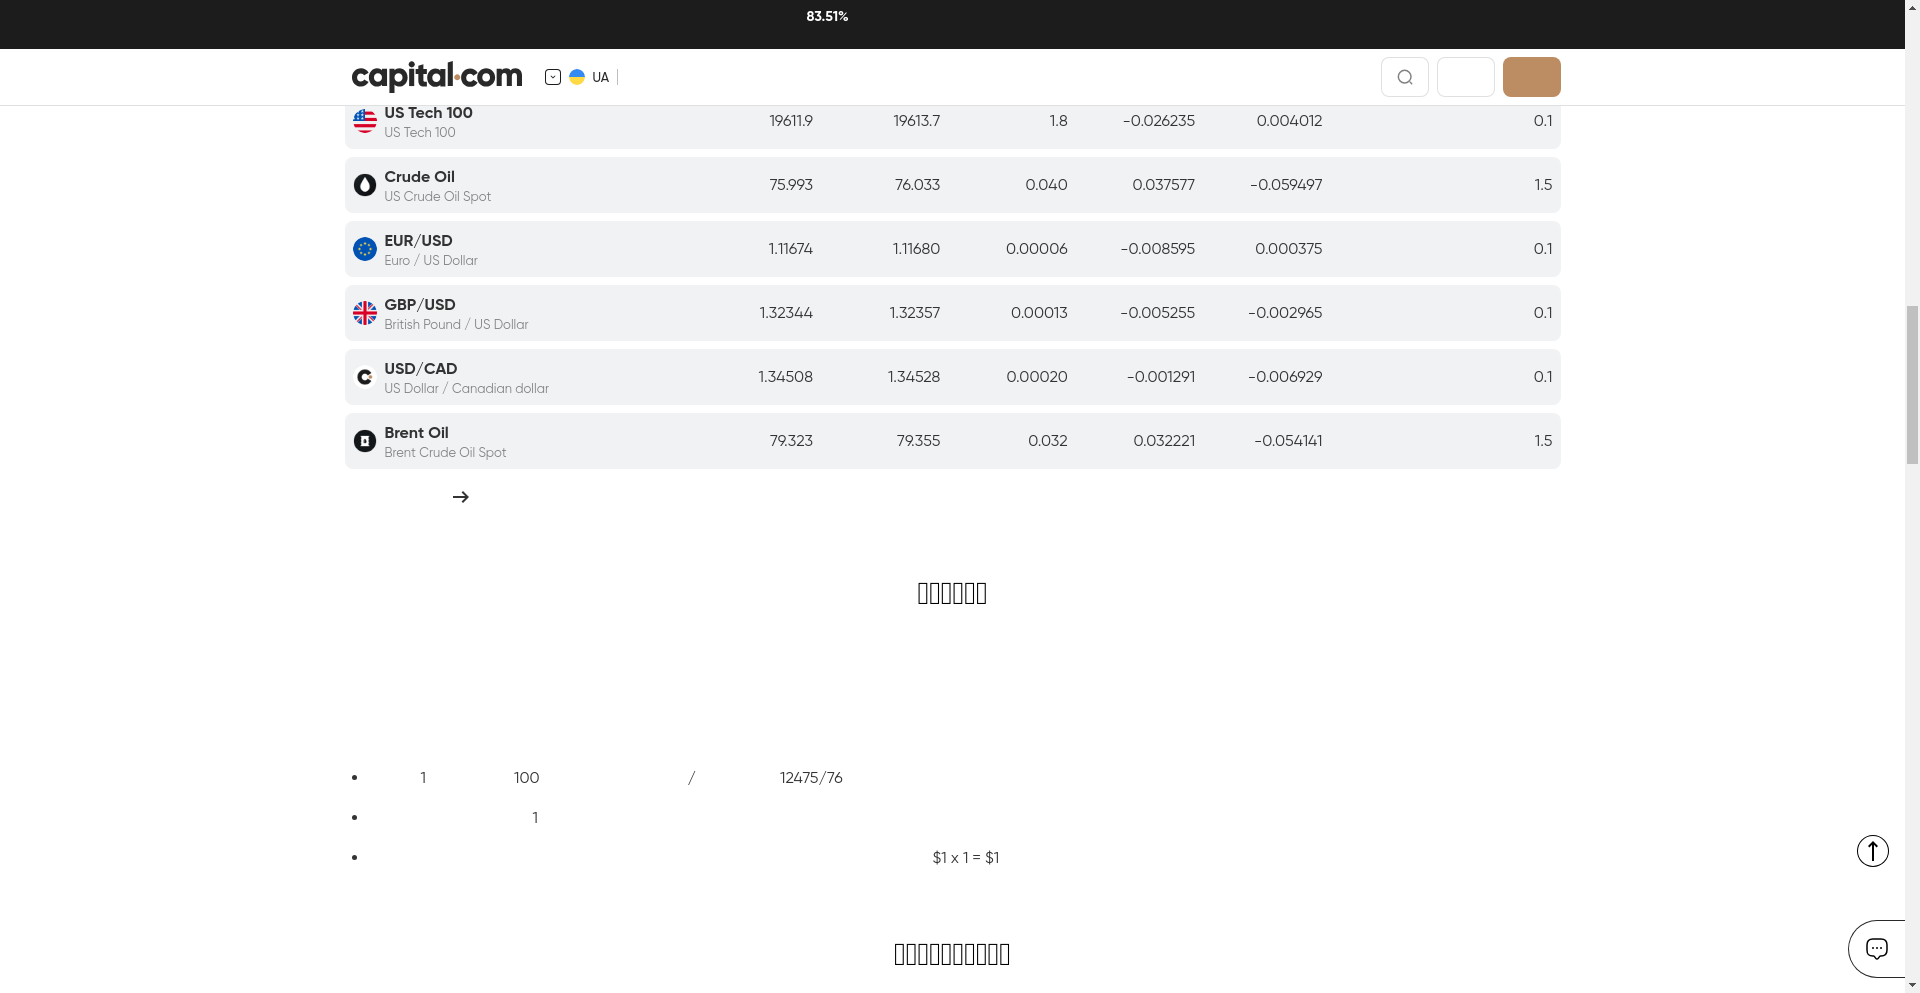 83.51%
capital.com UA
US Tech 100
US Tech 100
19611.9 19613.7 1.8 -0.026235 0.004012 0.1
Crude Oil
US Crude Oil Spot
75.993 76.033 0.040 0.037577 -0.059497 1.5
EUR/USD
Euro / US Dollar
1.11674 1.11680 0.00006 -0.008595 0.000375 0.1
GBP/USD
British Pound / US Dollar
1.32344 1.32357 0.00013 -0.005255 -0.002965 0.1
USD/CAD
US Dollar / Canadian dollar
1.34508 1.34528 0.00020 -0.001291 -0.006929 0.1
Brent Oil
Brent Crude Oil Spot
79.323 79.355 0.032 0.032221 -0.054141 1.5
1 100 / 12475/76
1
$1 x 1 = $1